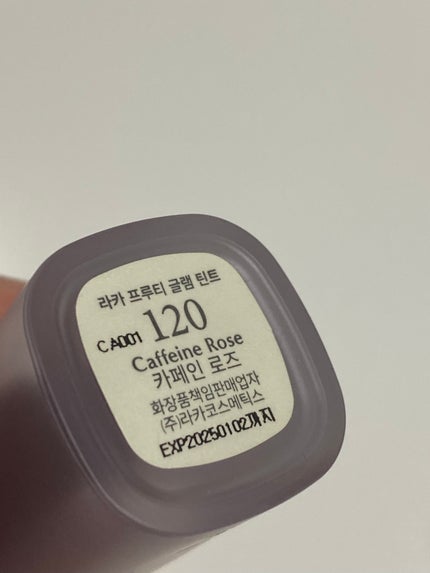 라카 프루티 글램 틴트
CA001 120
Caffeine Rose
카페인 로즈
화장품책임판매업자
(주)라카코스메틱스
EXP20250102까지